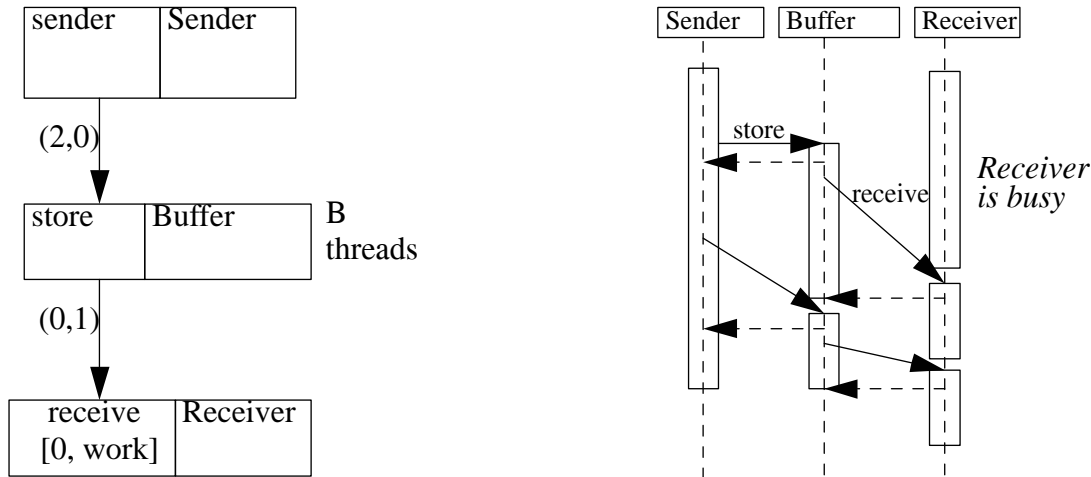 sender Sender
(2,0)
store Buffer
B
threads
(0,1)
receive Receiver
[0, work]
Sender Buffer Receiver
store
receive
Receiver
is busy